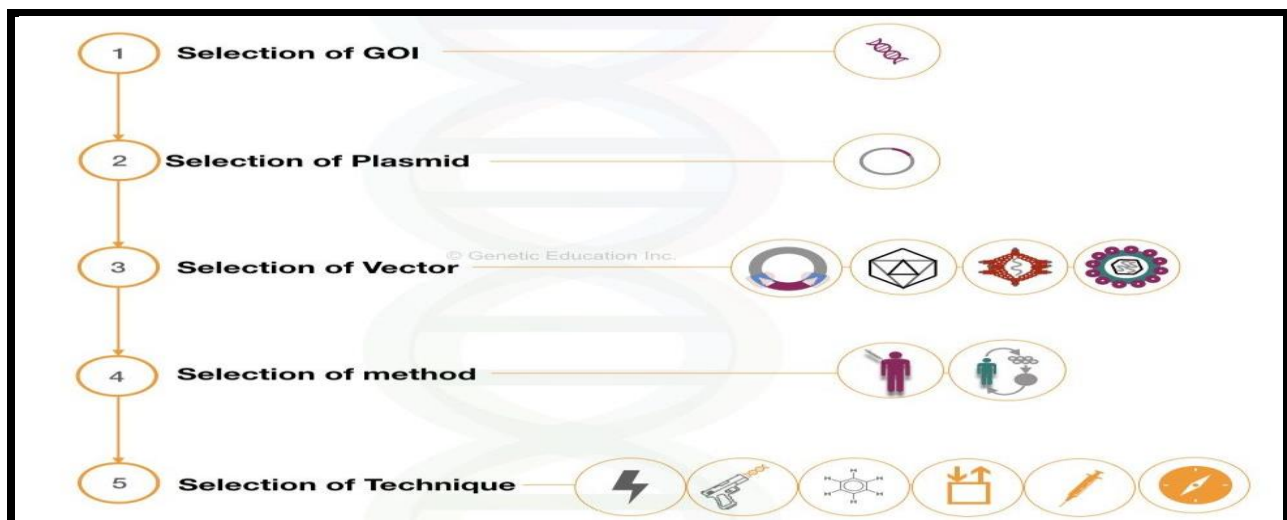 1 Selection of GOI
2 Selection of Plasmid
© Genetic Education Inc.
3 Selection of Vector
4 Selection of method
5 Selection of Technique
H H H H H H